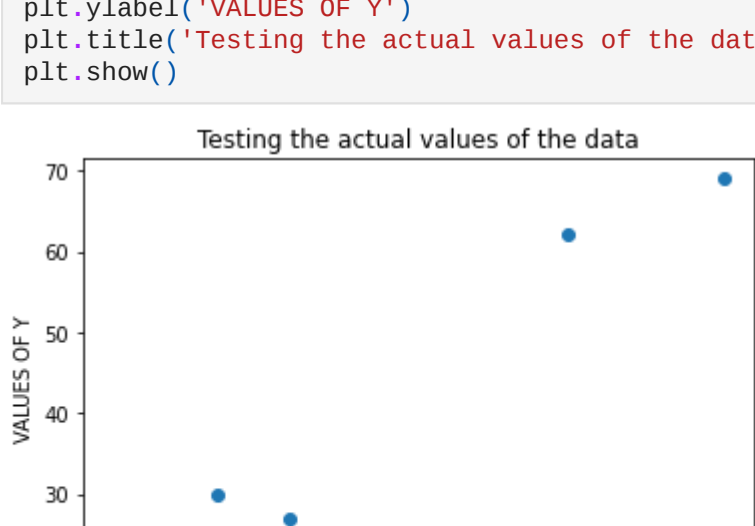 plt.ylabel('VALUES OF Y')
plt.title('Testing the actual values of the dat
plt.show()
Testing the actual values of the data
70
60
50
40
30
VALUES OF Y